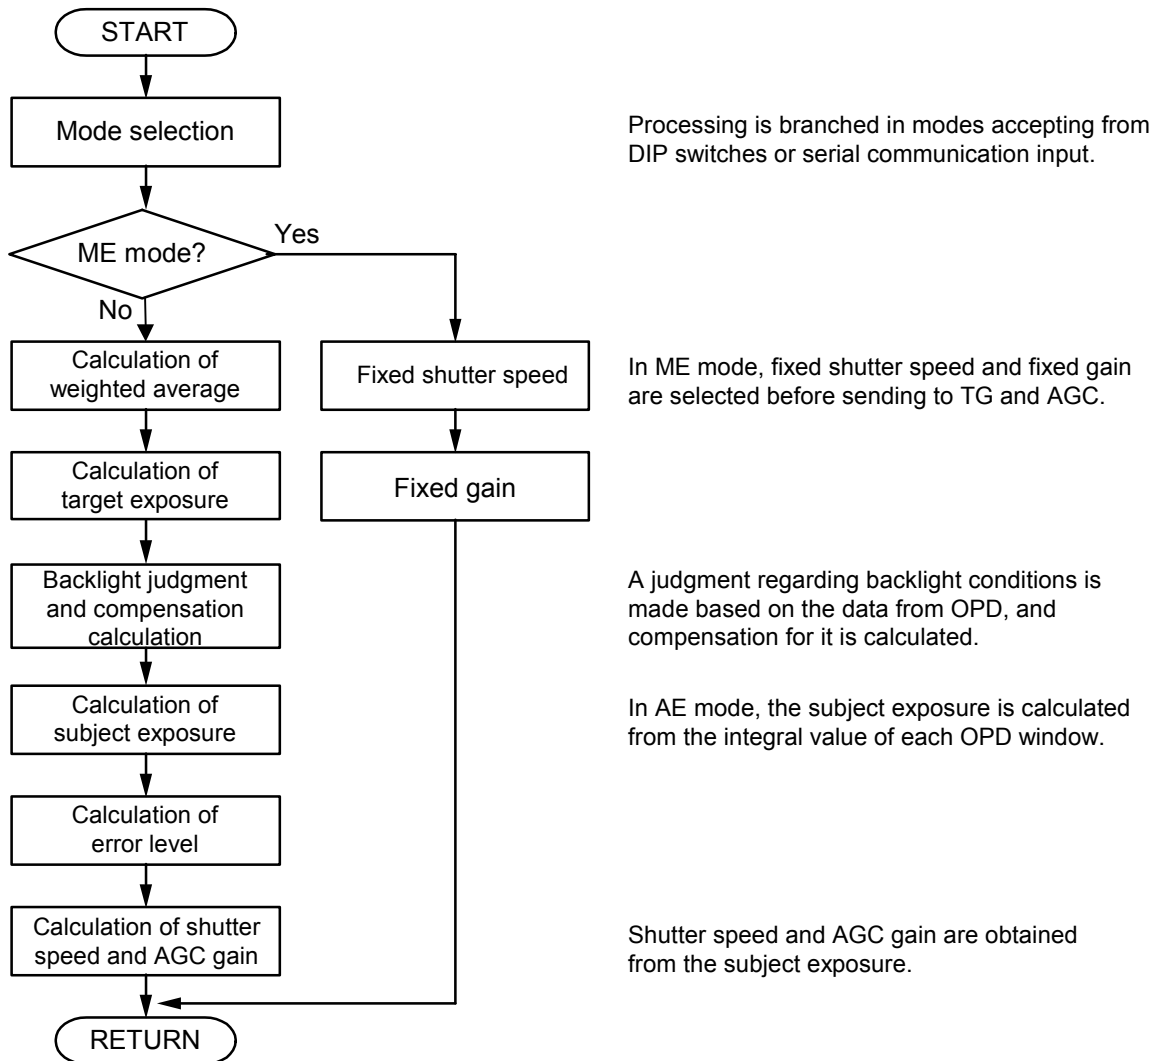 START
Mode selection
Processing is branched in modes accepting from
DIP switches or serial communication input.
ME mode?
Yes
No
Calculation of
weighted average
Fixed shutter speed
In ME mode, fixed shutter speed and fixed gain
are selected before sending to TG and AGC.
Calculation of
target exposure
Fixed gain
Backlight judgment
and compensation
calculation
A judgment regarding backlight conditions is
made based on the data from OPD, and
compensation for it is calculated.
Calculation of
subject exposure
In AE mode, the subject exposure is calculated
from the integral value of each OPD window.
Calculation of
error level
Calculation of shutter
speed and AGC gain
Shutter speed and AGC gain are obtained
from the subject exposure.
RETURN